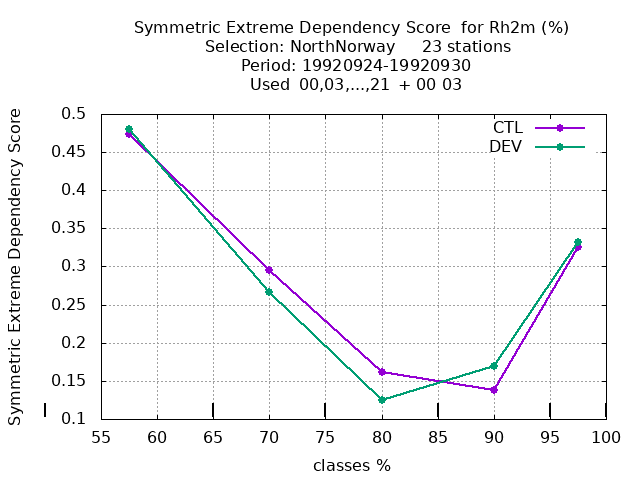 Symmetric Extreme Dependency Score for Rh2m (%)
Selection: NorthNorway 23 stations
Period: 19920924-19920930
Used 00,03,...,21 + 00 03
Symmetric Extreme Dependency Score
0.5
0.45
0.4
0.35
0.3
0.25
0.2
0.15
0.1
CTL
DEV
55 60 65 70 75 80 85 90 95 100
classes %